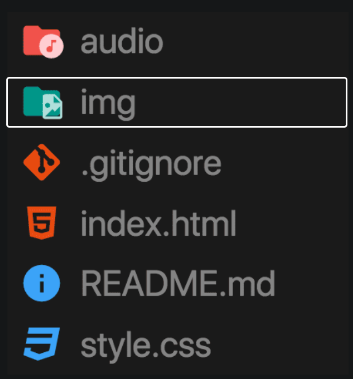 audio
img
.gitignore
index.html
README.md
style.css